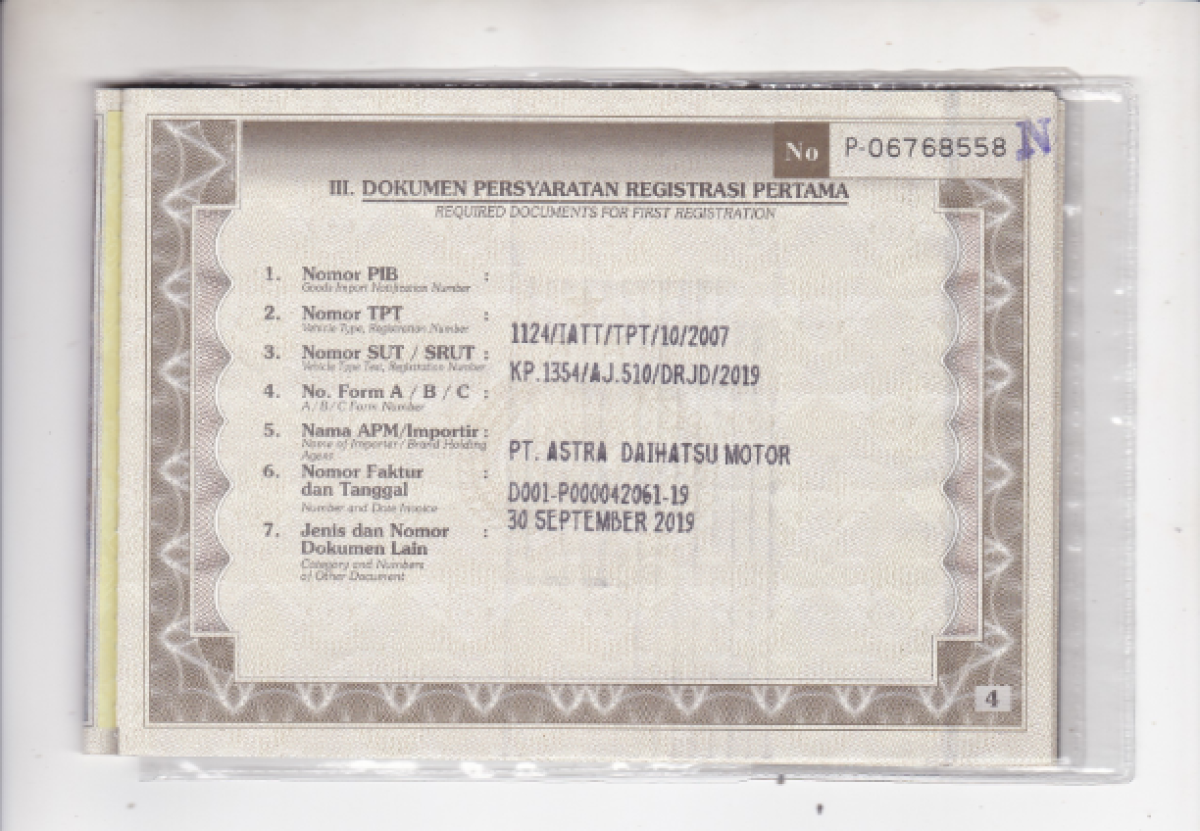 No P-06768558 N
III. DOKUMEN PERSYARATAN REGISTRASI PERTAMA
REQUIRED DOCUMENTS FOR FIRST REGISTRATION
1. Nomor PIB :
Goods Import Notification Number
2. Nomor TPT : 1124/IATT/TPT/10/2007
Vehicle Type, Registration Number
3. Nomor SUT / SRUT : KP.1354/AJ.510/DRJD/2019
Vehicle Type Test, Registration Number
4. No. Form A / B / C :
A / B / C Form Number
5. Nama APM/Importir : PT. ASTRA DAIHATSU MOTOR
Name of Importer / Brand Holding
Agent
6. Nomor Faktur : D001-P000042061-19
dan Tanggal 30 SEPTEMBER 2019
Number and Date Invoice
7. Jenis dan Nomor :
Dokumen Lain
Category and Numbers
of Other Document
4